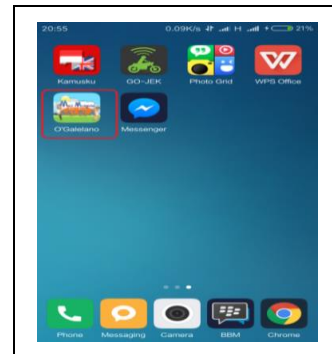 20:55 0.09K/s H 21%
Kamusku GO-JEK Photo Grid WPS Office
O'Galelano Messenger
Phone Messaging Camera BBM Chrome